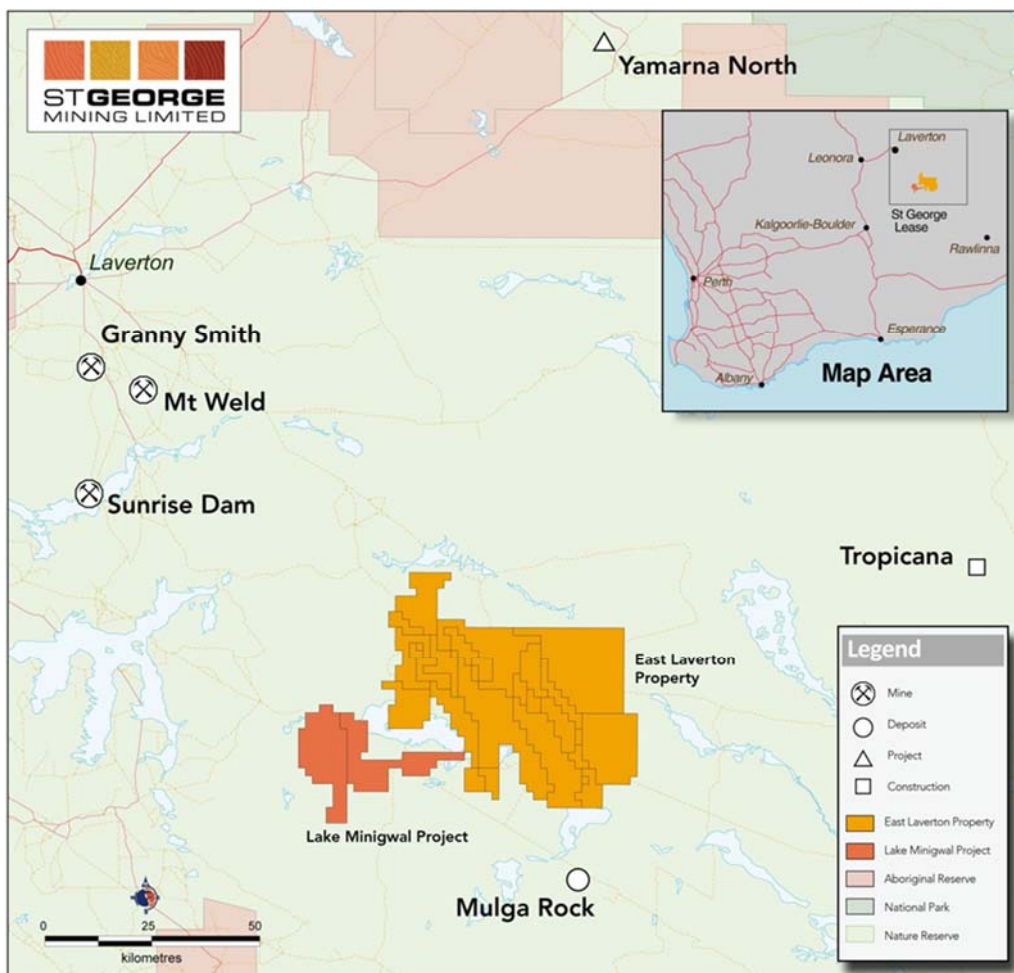 STGEORGE
MINING LIMITED
Yamarna North
Laverton
Leonora
St George
Lease
Kalgoorlie-Boulder
Rawlinna
Perth
Esperance
Albany
Map Area
Laverton
Granny Smith
Mt Weld
Sunrise Dam
Tropicana
East Laverton
Property
Lake Minigwal Project
Mulga Rock
Legend
Mine
Deposit
Project
Construction
East Laverton Property
Lake Minigwal Project
Aboriginal Reserve
National Park
Nature Reserve
0 25 50
kilometres